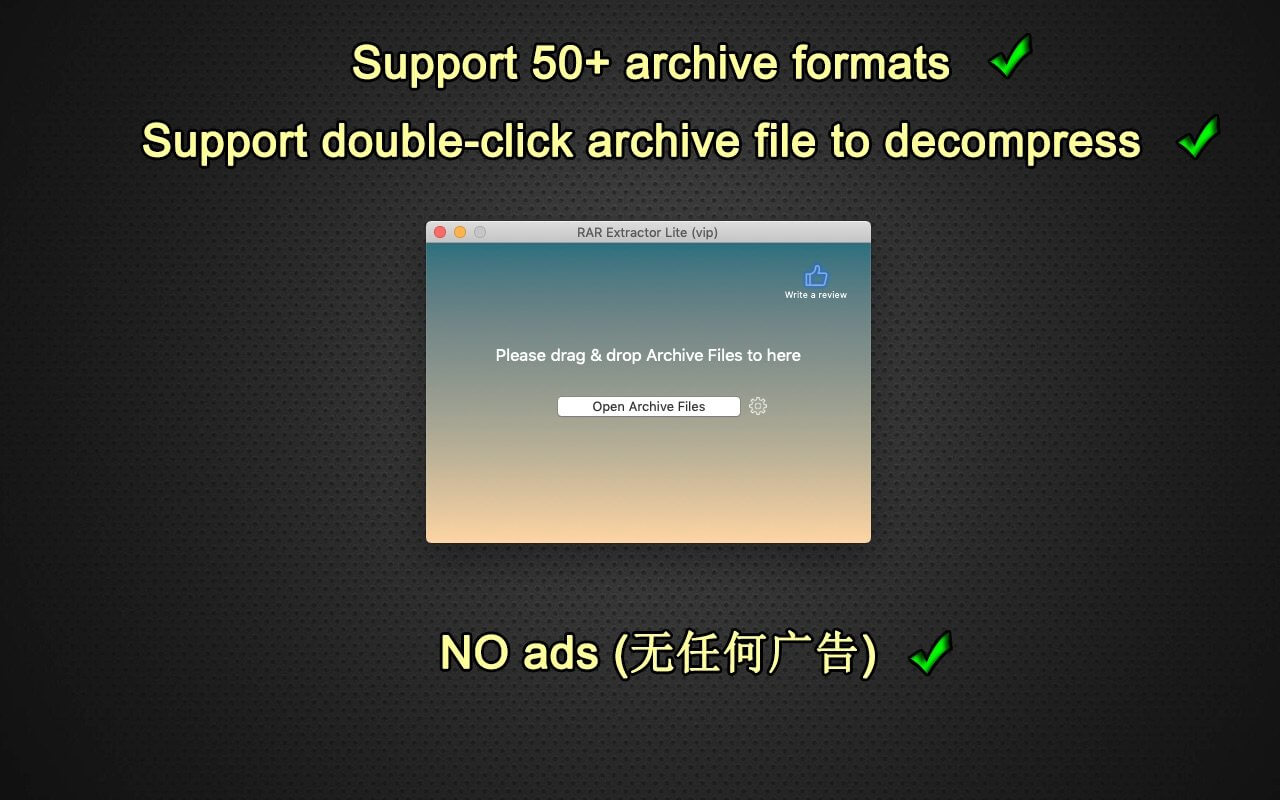 Support 50+ archive formats
Support double-click archive file to decompress
RAR Extractor Lite (vip)
Write a review
Please drag & drop Archive Files to here
Open Archive Files
NO ads (无任何广告)